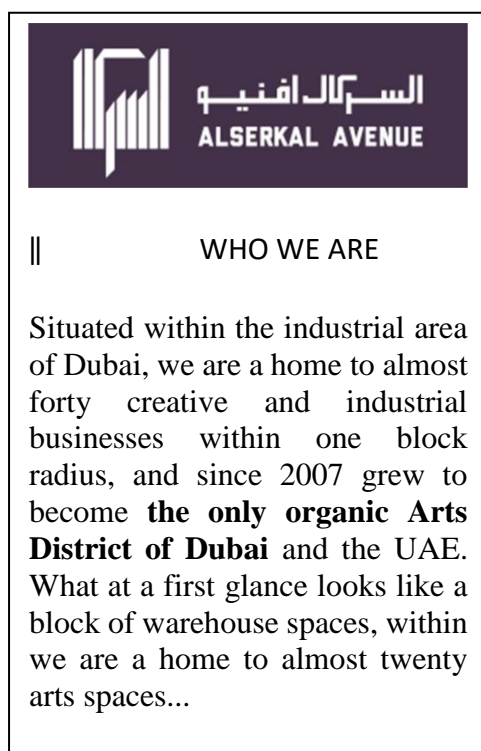 السركال افنيو
ALSERKAL AVENUE
‖ WHO WE ARE
Situated within the industrial area
of Dubai, we are a home to almost
forty creative and industrial
businesses within one block
radius, and since 2007 grew to
become the only organic Arts
District of Dubai and the UAE.
What at a first glance looks like a
block of warehouse spaces, within
we are a home to almost twenty
arts spaces...